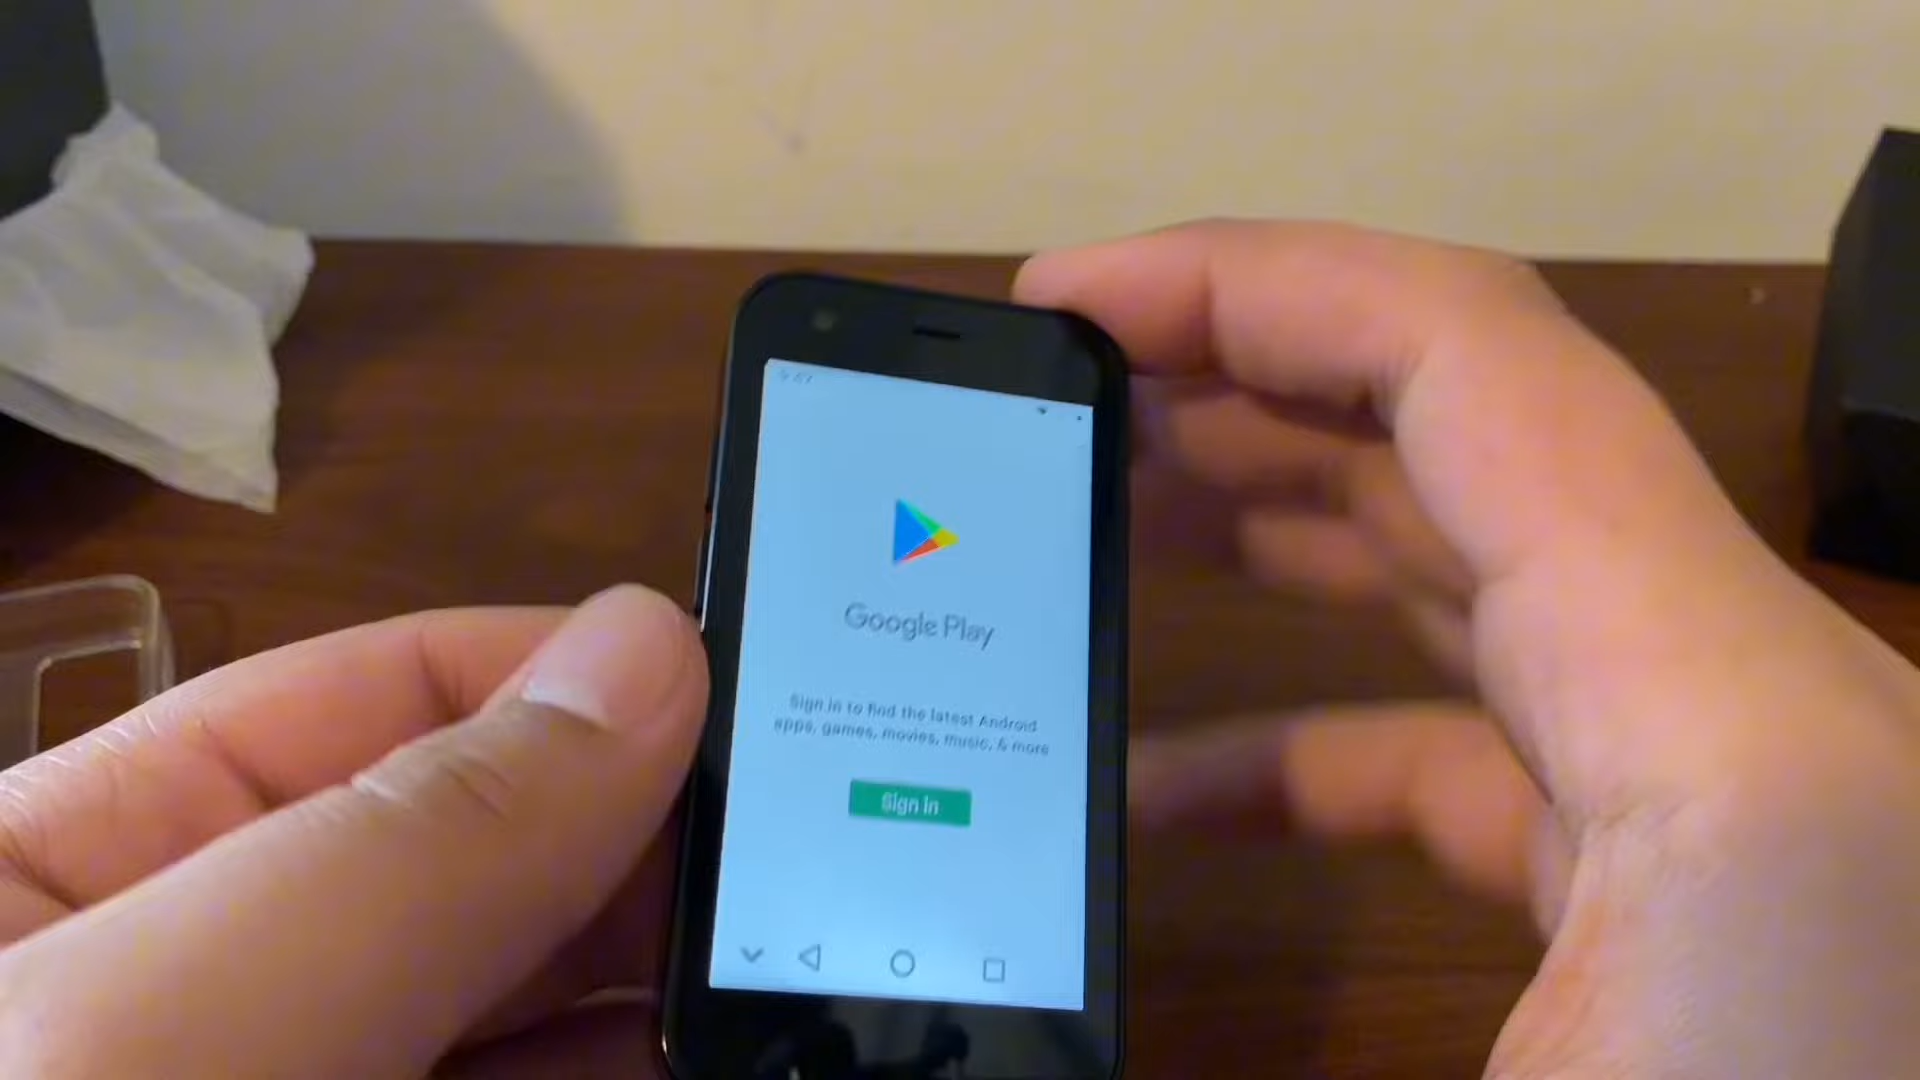 Google Play
Sign in to find the latest Android
apps, games, movies, music, & more
Sign in